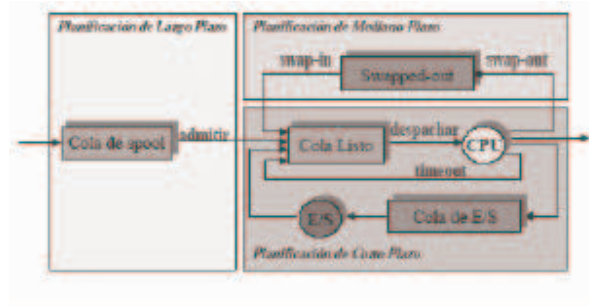 Planificación de Largo Plazo
Planificación de Mediano Plazo
swap-in
swap-out
Swapped-out
Cola de spool
admitir
Cola Listo
despachar
CPU
timeout
E/S
Cola de E/S
Planificación de Corto Plazo